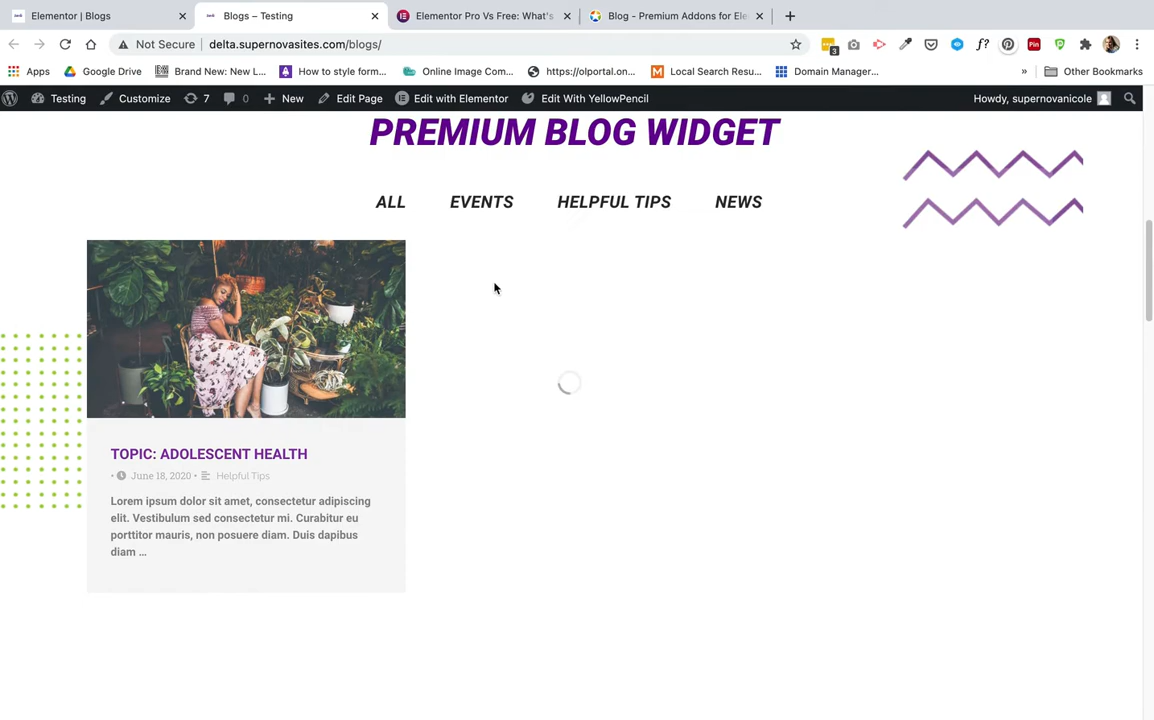 Elementor | Blogs
Blogs – Testing
Elementor Pro Vs Free: What's
Blog - Premium Addons for Ele
Not Secure
delta.supernovasites.com/blogs/
3
f?
Pin
Apps
Google Drive
Brand New: New L...
How to style form...
Online Image Com...
https://olportal.on...
Local Search Resu...
Domain Manager...
»
Other Bookmarks
Testing
Customize
7
0
New
Edit Page
Edit with Elementor
Edit With YellowPencil
Howdy, supernovanicole
PREMIUM BLOG WIDGET
ALL
EVENTS
HELPFUL TIPS
NEWS
TOPIC: ADOLESCENT HEALTH
• June 18, 2020 • Helpful Tips
Lorem ipsum dolor sit amet, consectetur adipiscing
elit. Vestibulum sed consectetur mi. Curabitur eu
porttitor mauris, non posuere diam. Duis dapibus
diam ...